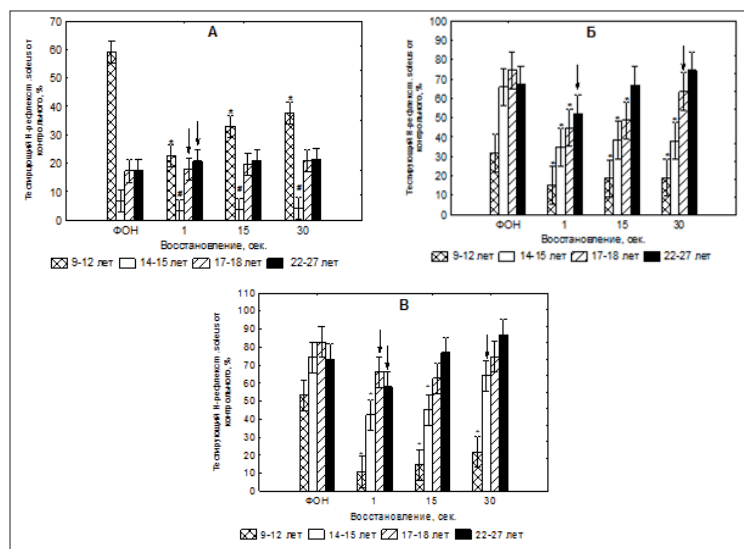 А
Тестирующий Н-рефлекс m. soleus от
контрольного, %
70
60
50
40
30
20
10
0
* * *
# # #
ФОН 1 15 30
Восстановление, сек.
9-12 лет 14-15 лет 17-18 лет 22-27 лет
Б
Тестирующий Н-рефлекс m. soleus от
контрольного, %
100
90
80
70
60
50
40
30
20
10
0
ФОН 1 15 30
Восстановление, сек.
9-12 лет 14-15 лет 17-18 лет 22-27 лет
В
Тестирующий Н-рефлекс m. soleus от
контрольного, %
110
100
90
80
70
60
50
40
30
20
10
0
ФОН 1 15 30
Восстановление, сек.
9-12 лет 14-15 лет 17-18 лет 22-27 лет